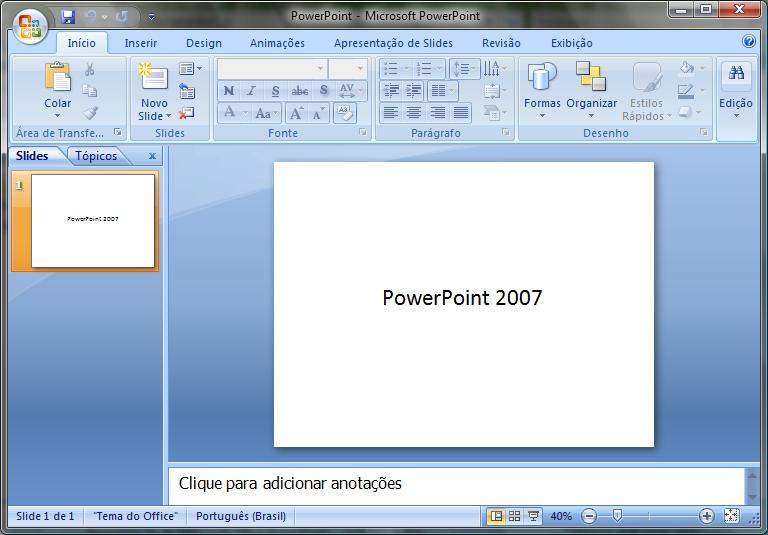 PowerPoint - Microsoft PowerPoint
Início Inserir Design Animações Apresentação de Slides Revisão Exibição
Colar
Área de Transfe...
Novo
Slide
Slides
N I S abc S AV
A Aa A A
Fonte
Parágrafo
Formas Organizar Estilos
Rápidos
Desenho
Edição
Slides Tópicos x
1
PowerPoint 2007
PowerPoint 2007
Clique para adicionar anotações
Slide 1 de 1 "Tema do Office" Português (Brasil) 40%